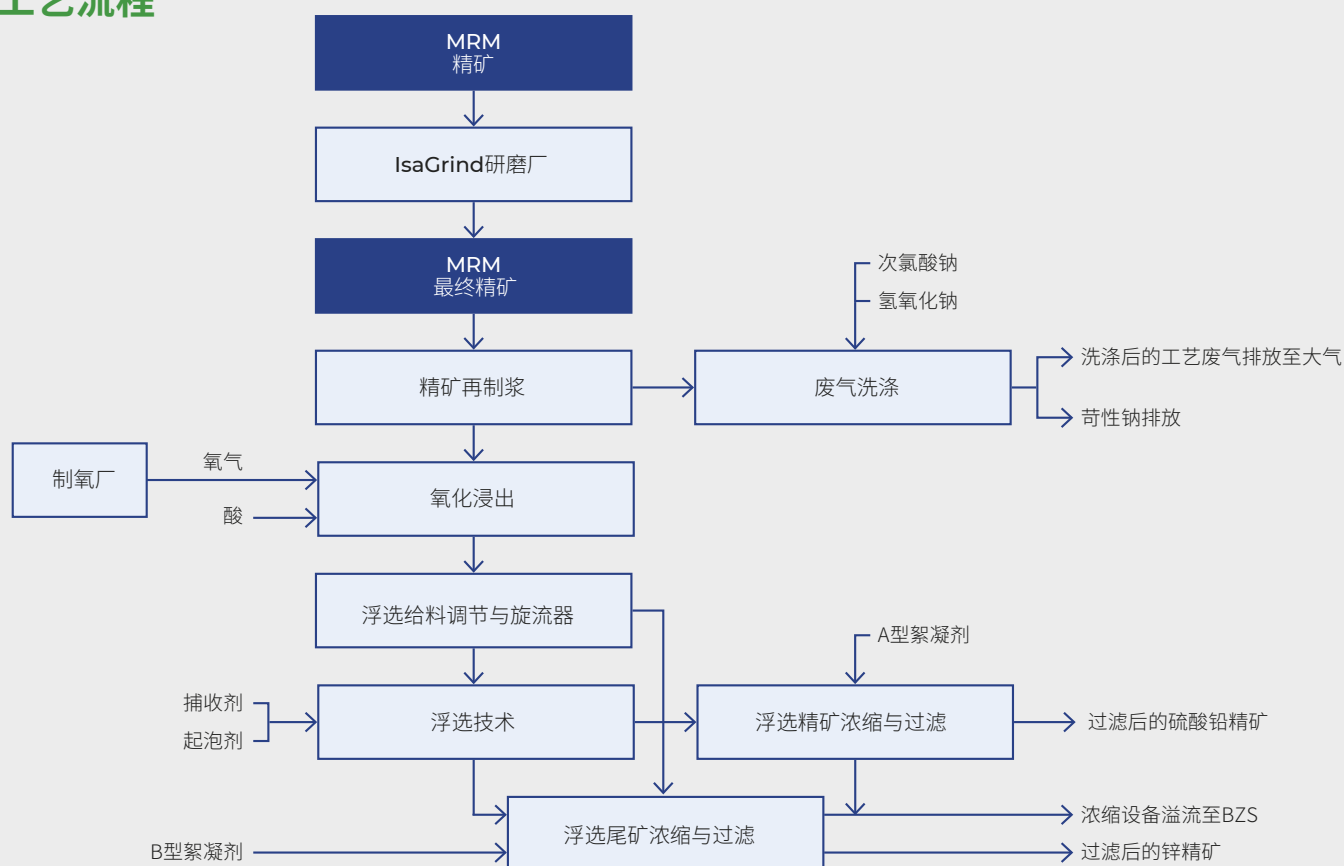 工艺流程
MRM
精矿
IsaGrind研磨厂
MRM
最终精矿
次氯酸钠
氢氧化钠
精矿再制浆
废气洗涤
洗涤后的工艺废气排放至大气
苛性钠排放
制氧厂
氧气
酸
氧化浸出
浮选给料调节与旋流器
A型絮凝剂
捕收剂
起泡剂
浮选技术
浮选精矿浓缩与过滤
过滤后的硫酸铅精矿
浮选尾矿浓缩与过滤
浓缩设备溢流至BZS
B型絮凝剂
过滤后的锌精矿